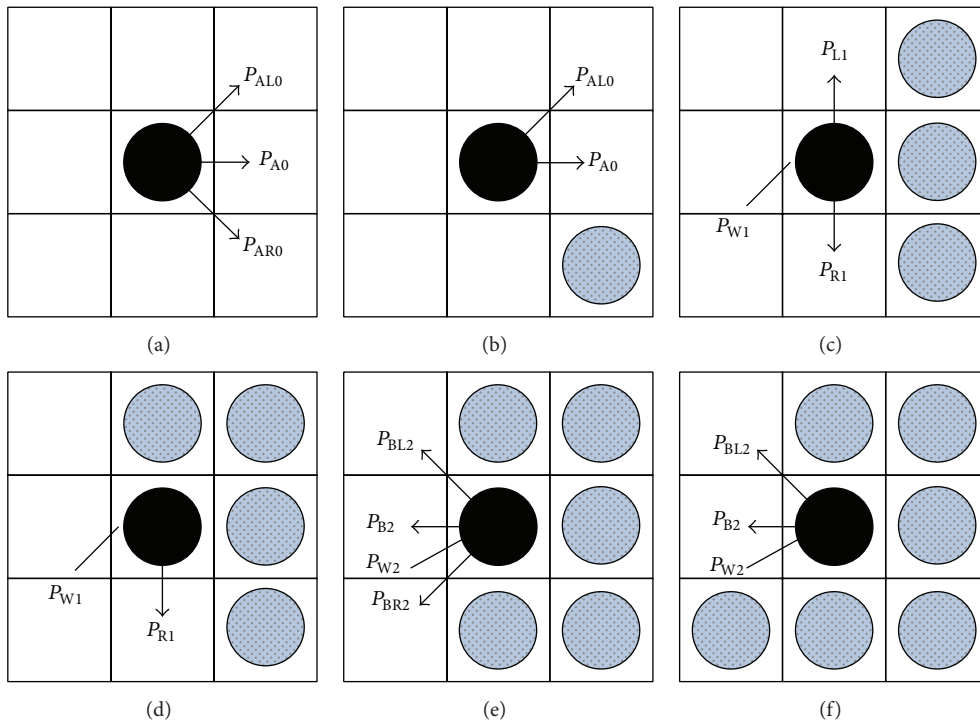 P_AL0
P_A0
P_AR0
(a)
P_AL0
P_A0
(b)
P_L1
P_W1
P_R1
(c)
P_W1
P_R1
(d)
P_BL2
P_B2
P_W2
P_BR2
(e)
P_BL2
P_B2
P_W2
(f)